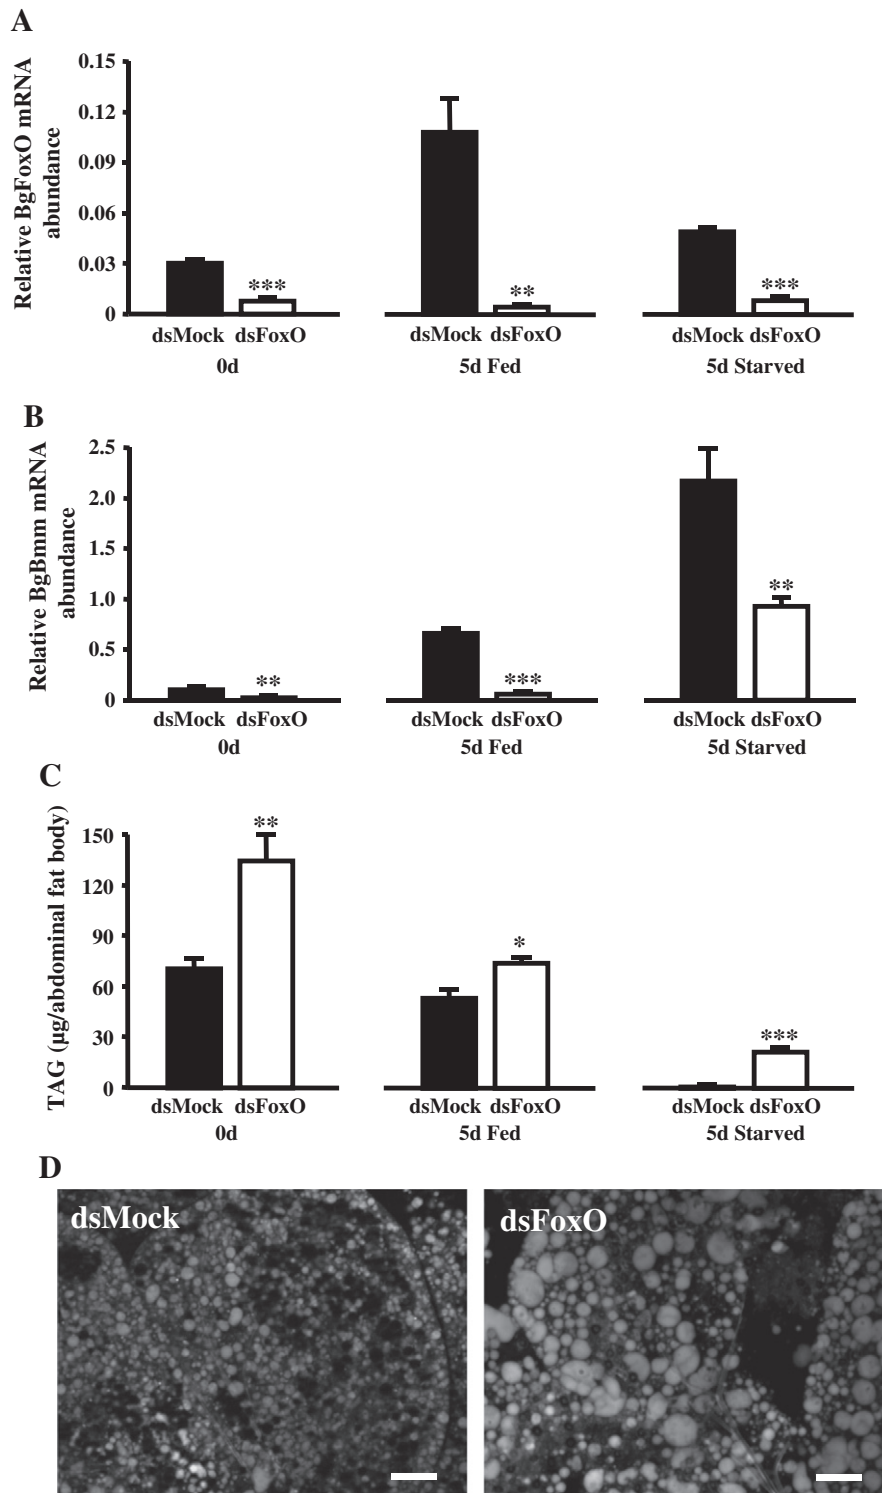 A
Relative BgFoxO mRNA
abundance
0.15
0.12
0.09
0.06
0.03
0
***
**
***
dsMock dsFoxO
dsMock dsFoxO
dsMock dsFoxO
0d
5d Fed
5d Starved
B
Relative BgBmm mRNA
abundance
2.5
2.0
1.5
1.0
0.5
0
**
***
**
dsMock dsFoxO
dsMock dsFoxO
dsMock dsFoxO
0d
5d Fed
5d Starved
C
TAG (µg/abdominal fat body)
150
120
90
60
30
0
**
*
***
dsMock dsFoxO
dsMock dsFoxO
dsMock dsFoxO
0d
5d Fed
5d Starved
D
dsMock
dsFoxO